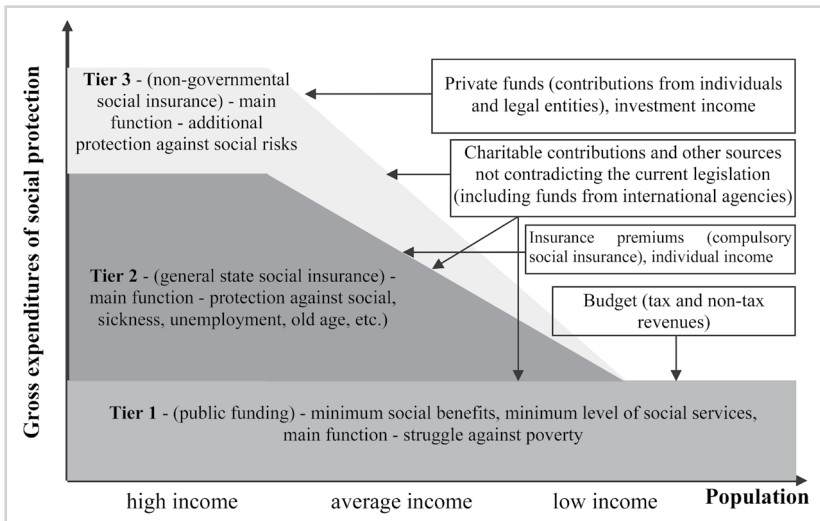 Gross expenditures of social protection
Tier 3 - (non-governmental
social insurance) - main
function - additional
protection against social risks
Private funds (contributions from individuals
and legal entities), investment income
Charitable contributions and other sources
not contradicting the current legislation
(including funds from international agencies)
Insurance premiums (compulsory
social insurance), individual income
Tier 2 - (general state social insurance) -
main function - protection against social,
sickness, unemployment, old age, etc.)
Budget (tax and non-tax
revenues)
Tier 1 - (public funding) - minimum social benefits, minimum level of social services,
main function - struggle against poverty
high income
average income
low income
Population